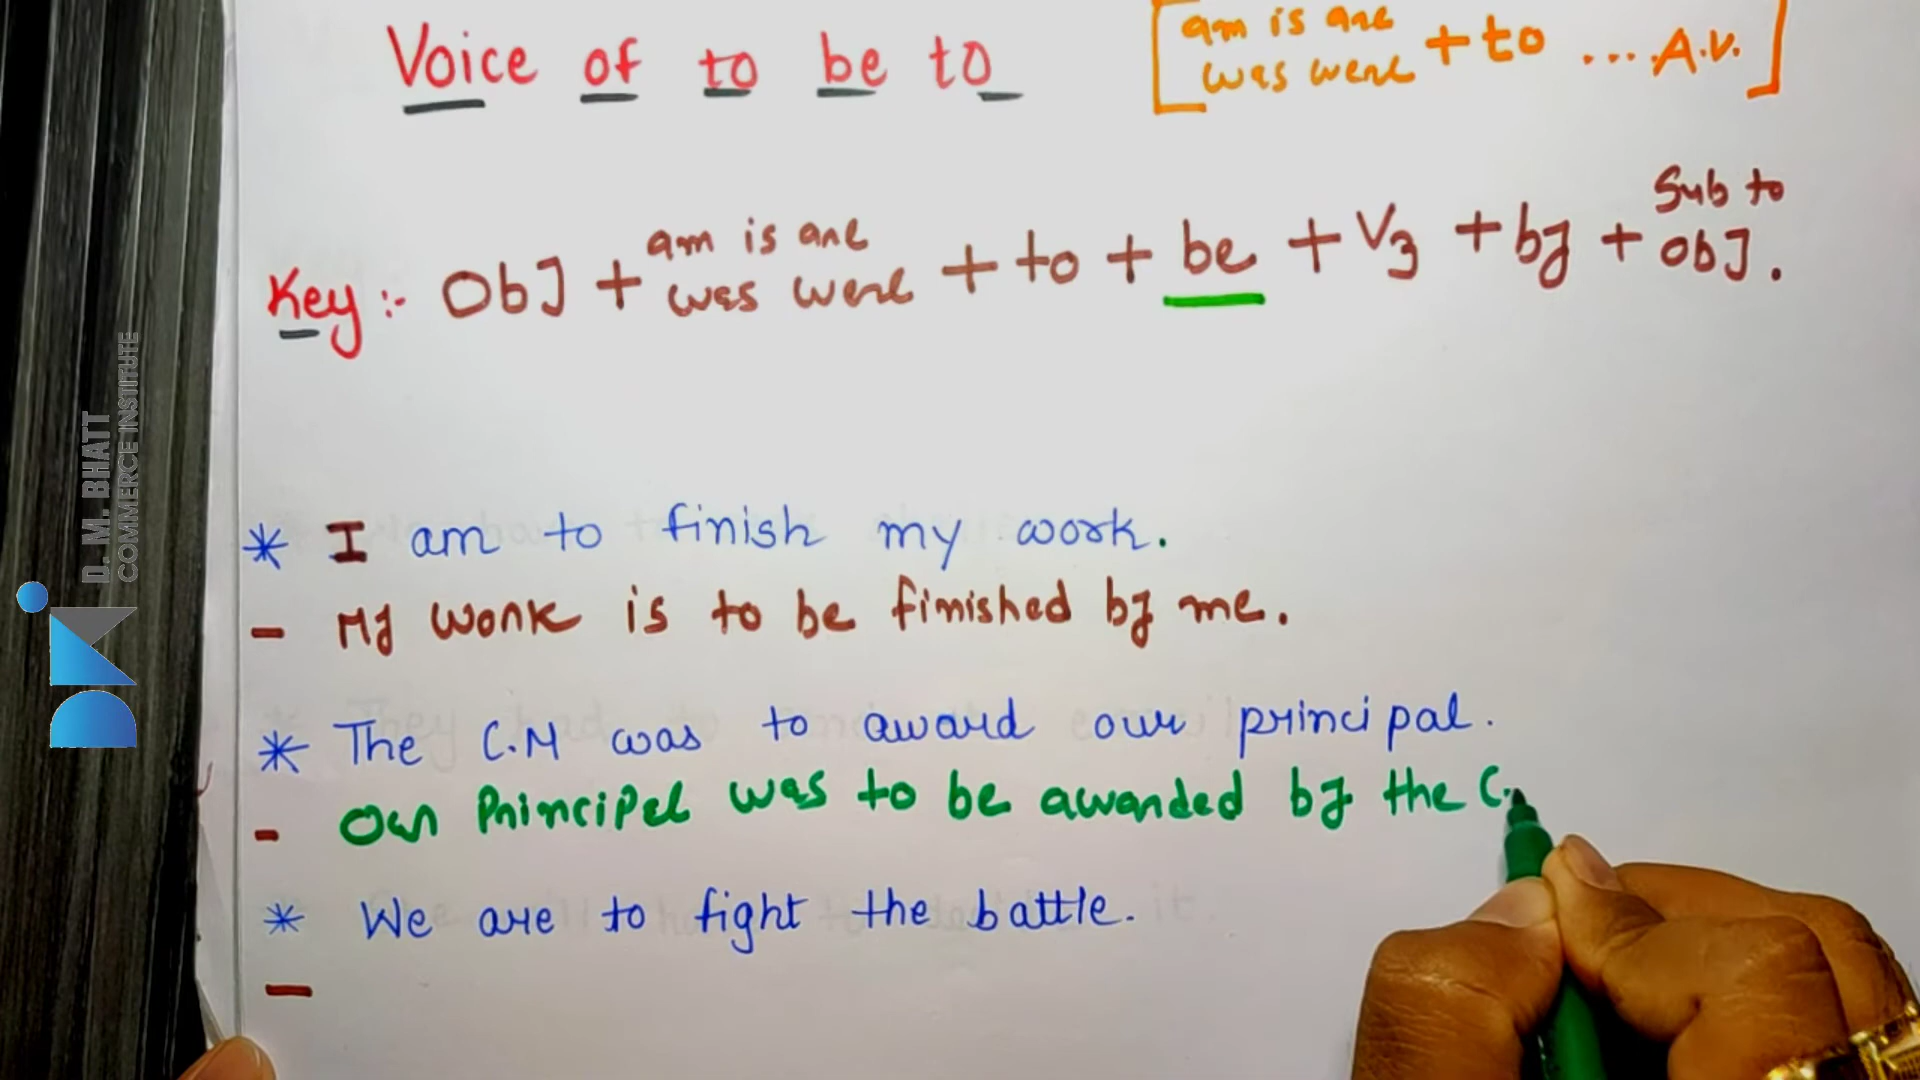 Voice of to be to
[am is are
was were + to ... A.V.]
Sub to
Key :- Obj + am is are
was were + to + be + V3 + by + obj.
* I am to finish my work.
- My work is to be finished by me.
* The C.M was to award our principal.
- Our Principal was to be awarded by the C.
* We are to fight the battle.
-
D. M. BHATT
COMMERCE INSTITUTE